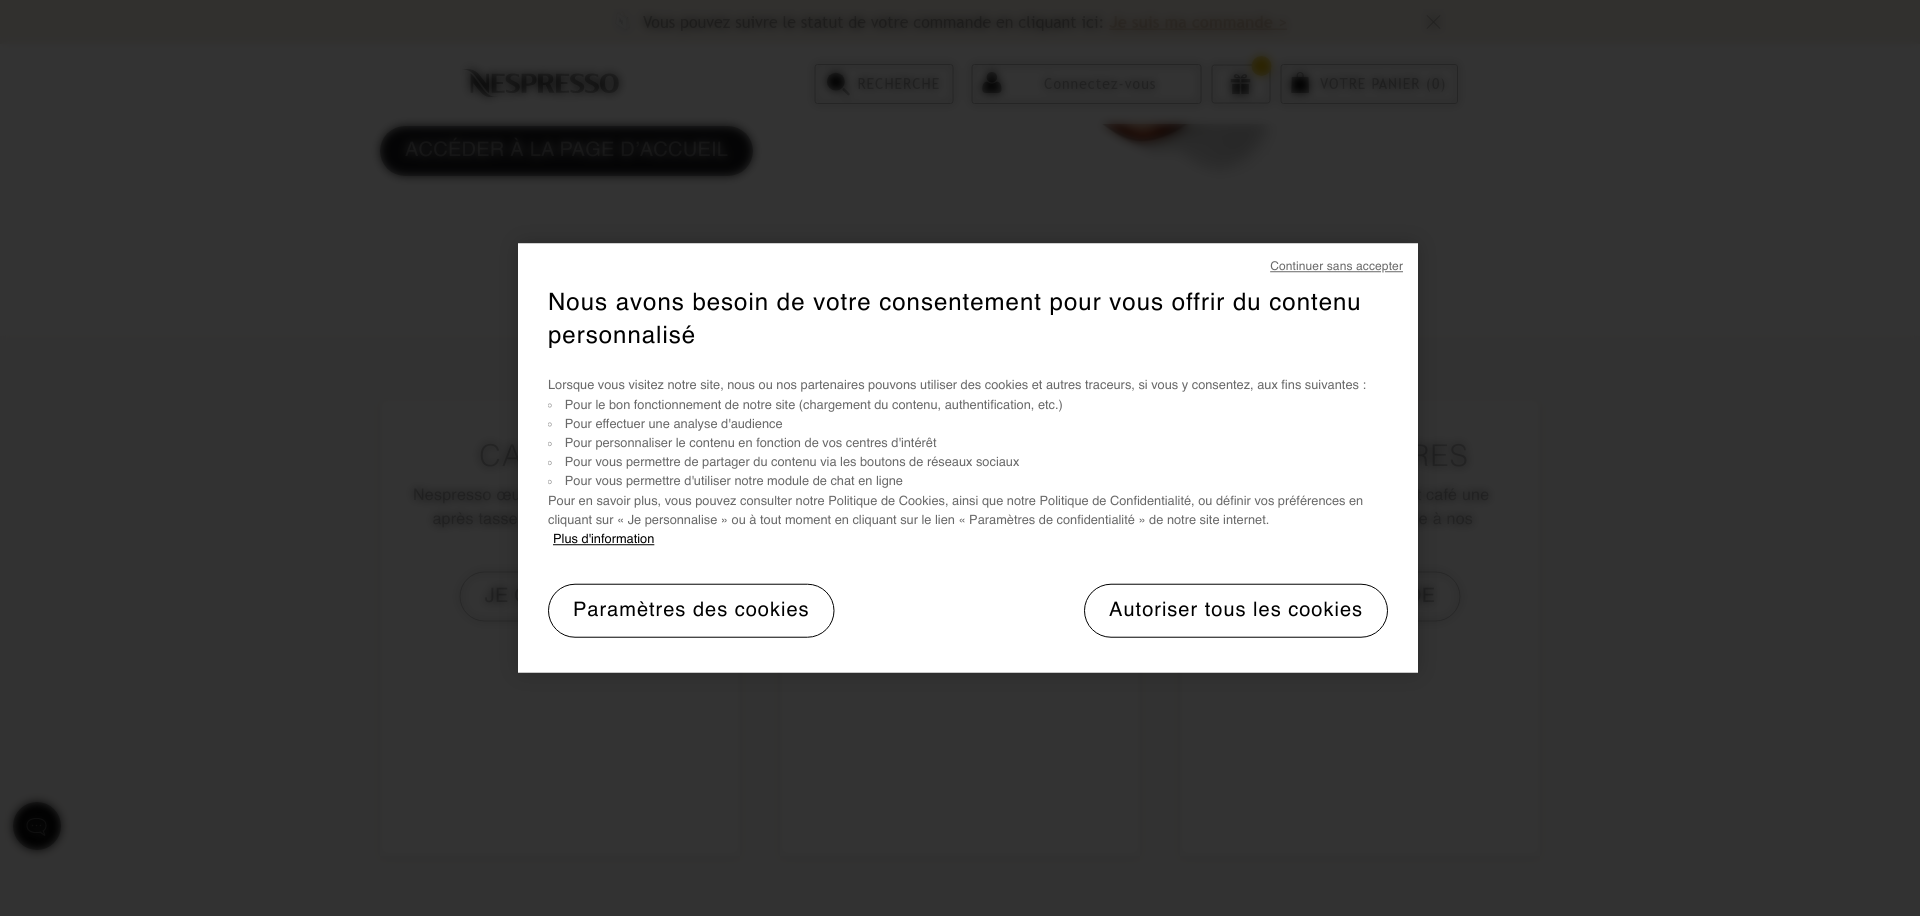 Vous pouvez suivre le statut de votre commande en cliquant ici: Je suis ma commande >
NESPRESSO
RECHERCHE
Connectez-vous
VOTRE PANIER (0)
ACCÉDER À LA PAGE D'ACCUEIL
Continuer sans accepter
Nous avons besoin de votre consentement pour vous offrir du contenu
personnalisé
Lorsque vous visitez notre site, nous ou nos partenaires pouvons utiliser des cookies et autres traceurs, si vous y consentez, aux fins suivantes :
Pour le bon fonctionnement de notre site (chargement du contenu, authentification, etc.)
Pour effectuer une analyse d'audience
Pour personnaliser le contenu en fonction de vos centres d'intérêt
Pour vous permettre de partager du contenu via les boutons de réseaux sociaux
Pour vous permettre d'utiliser notre module de chat en ligne
Pour en savoir plus, vous pouvez consulter notre Politique de Cookies, ainsi que notre Politique de Confidentialité, ou définir vos préférences en
cliquant sur « Je personnalise » ou à tout moment en cliquant sur le lien « Paramètres de confidentialité » de notre site internet.
Plus d'information
Paramètres des cookies
Autoriser tous les cookies
CA
RES
Nespresso
café une
après
à nos
JE